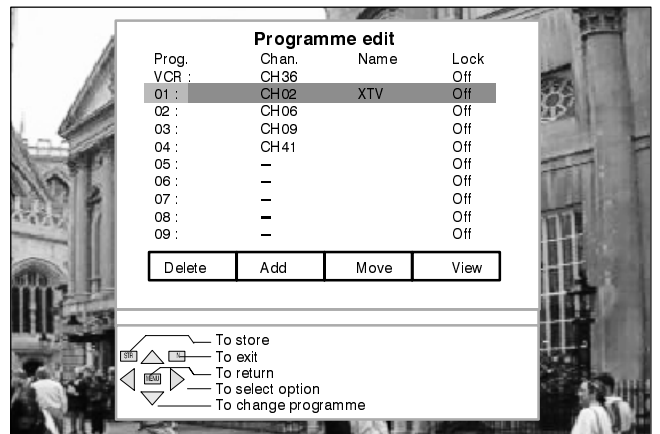 Programme edit
Prog. Chan. Name Lock
VCR : CH36 Off
01 : CH02 XTV Off
02 : CH06 Off
03 : CH09 Off
04 : CH41 Off
05 : – Off
06 : – Off
07 : – Off
08 : – Off
09 : – Off
Delete Add Move View
To store
STR N To exit
MENU To return
To select option
To change programme